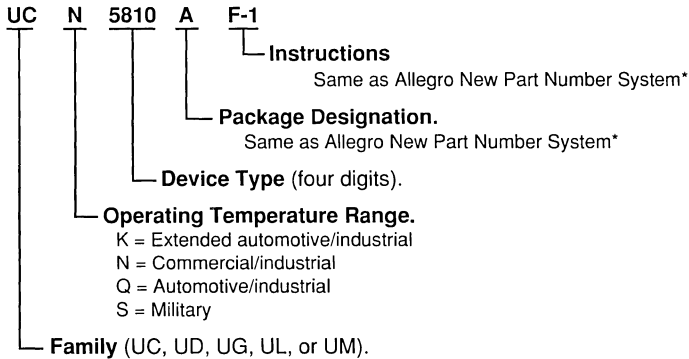 UC N 5810 A F-1
Instructions
Same as Allegro New Part Number System*
Package Designation.
Same as Allegro New Part Number System*
Device Type (four digits).
Operating Temperature Range.
K = Extended automotive/industrial
N = Commercial/industrial
Q = Automotive/industrial
S = Military
Family (UC, UD, UG, UL, or UM).